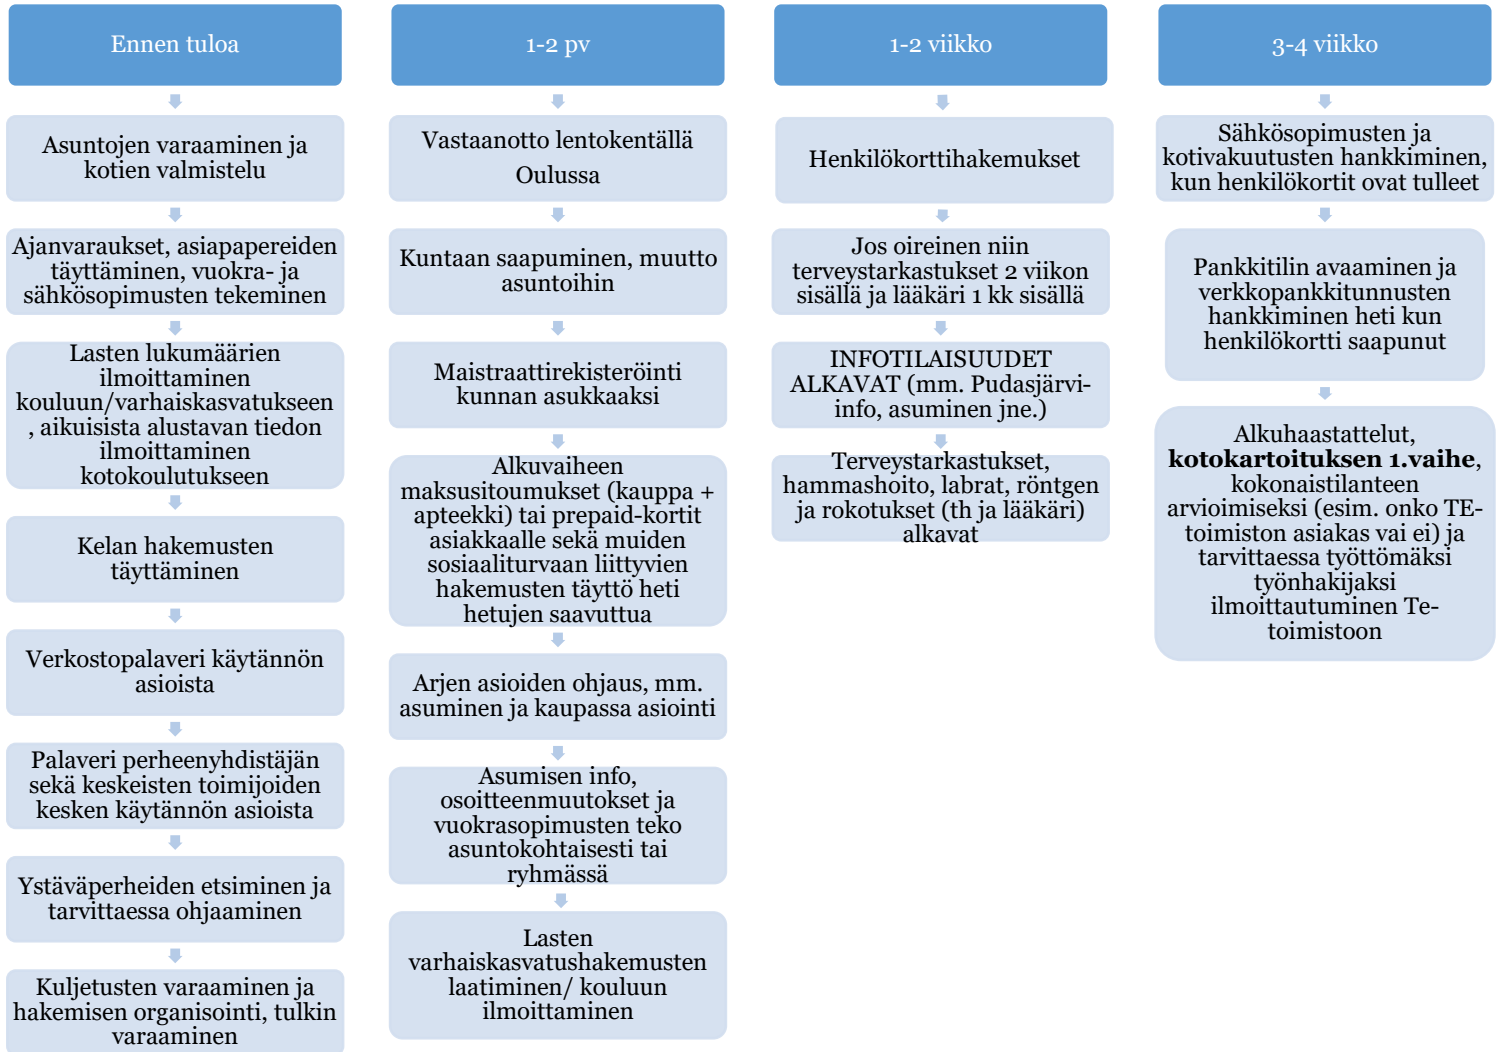 Ennen tuloa
Asuntojen varaaminen ja
kotien valmistelu
Ajanvaraukset, asiapapereiden
täyttäminen, vuokra- ja
sähkösopimusten tekeminen
Lasten lukumäärien
ilmoittaminen
kouluun/varhaiskasvatukseen
, aikuisista alustavan tiedon
ilmoittaminen
kotokoulutukseen
Kelan hakemusten
täyttäminen
Verkostopalaveri käytännön
asioista
Palaveri perheenyhdistäjän
sekä keskeisten toimijoiden
kesken käytännön asioista
Ystäväperheiden etsiminen ja
tarvittaessa ohjaaminen
Kuljetusten varaaminen ja
hakemisen organisointi, tulkin
varaaminen
1-2 pv
Vastaanotto lentokentällä
Oulussa
Kuntaan saapuminen, muutto
asuntoihin
Maistraattirekisteröinti
kunnan asukkaaksi
Alkuvaiheen
maksusitoumukset (kauppa +
apteekki) tai prepaid-kortit
asiakkaalle sekä muiden
sosiaaliturvaan liittyvien
hakemusten täyttö heti
hetujen saavuttua
Arjen asioiden ohjaus, mm.
asuminen ja kaupassa asiointi
Asumisen info,
osoitteenmuutokset ja
vuokrasopimusten teko
asuntokohtaisesti tai
ryhmässä
Lasten
varhaiskasvatushakemusten
laatiminen/ kouluun
ilmoittaminen
1-2 viikko
Henkilökorttihakemukset
Jos oireinen niin
terveystarkastukset 2 viikon
sisällä ja lääkäri 1 kk sisällä
INFOTILAISUUDET
ALKAVAT (mm. Pudasjärvi-
info, asuminen jne.)
Terveystarkastukset,
hammashoito, labrat, röntgen
ja rokotukset (th ja lääkäri)
alkavat
3-4 viikko
Sähkösopimusten ja
kotivakuutusten hankkiminen,
kun henkilökortit ovat tulleet
Pankkitilin avaaminen ja
verkkopankkitunnusten
hankkiminen heti kun
henkilökortti saapunut
Alkuhaastattelut,
kotokartoituksen 1.vaihe,
kokonaistilanteen
arvioimiseksi (esim. onko TE-
toimiston asiakas vai ei) ja
tarvittaessa työttömäksi
työnhakijaksi
ilmoittautuminen Te-
toimistoon